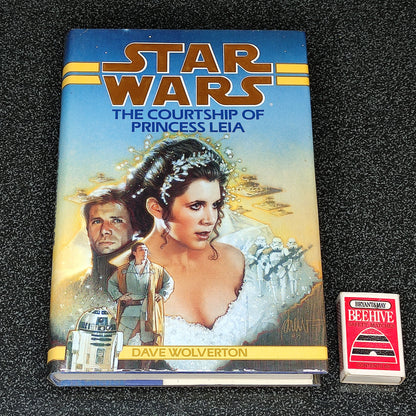 STAR
WARS
THE COURTSHIP OF
PRINCESS LEIA
DAVE WOLVERTON
BRYANT&MAY
BEEHIVE